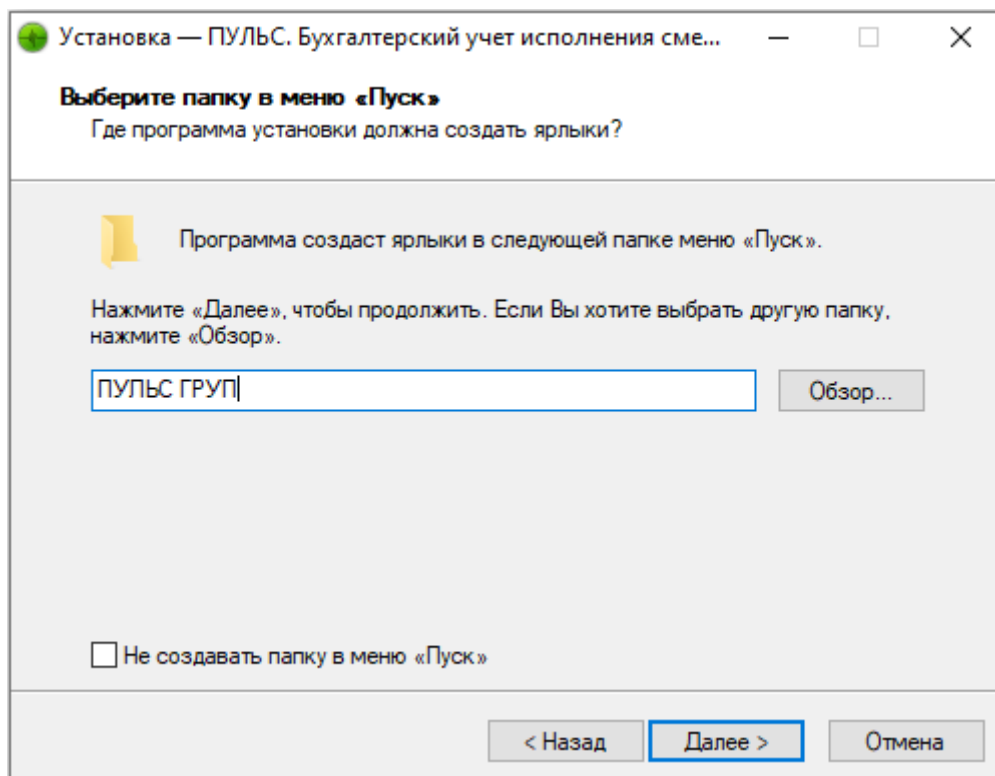 Установка — ПУЛЬС. Бухгалтерский учет исполнения сме...
Выберите папку в меню «Пуск»
Где программа установки должна создать ярлыки?
Программа создаст ярлыки в следующей папке меню «Пуск».
Нажмите «Далее», чтобы продолжить. Если Вы хотите выбрать другую папку,
нажмите «Обзор».
ПУЛЬС ГРУП
Обзор...
Не создавать папку в меню «Пуск»
< Назад
Далее >
Отмена